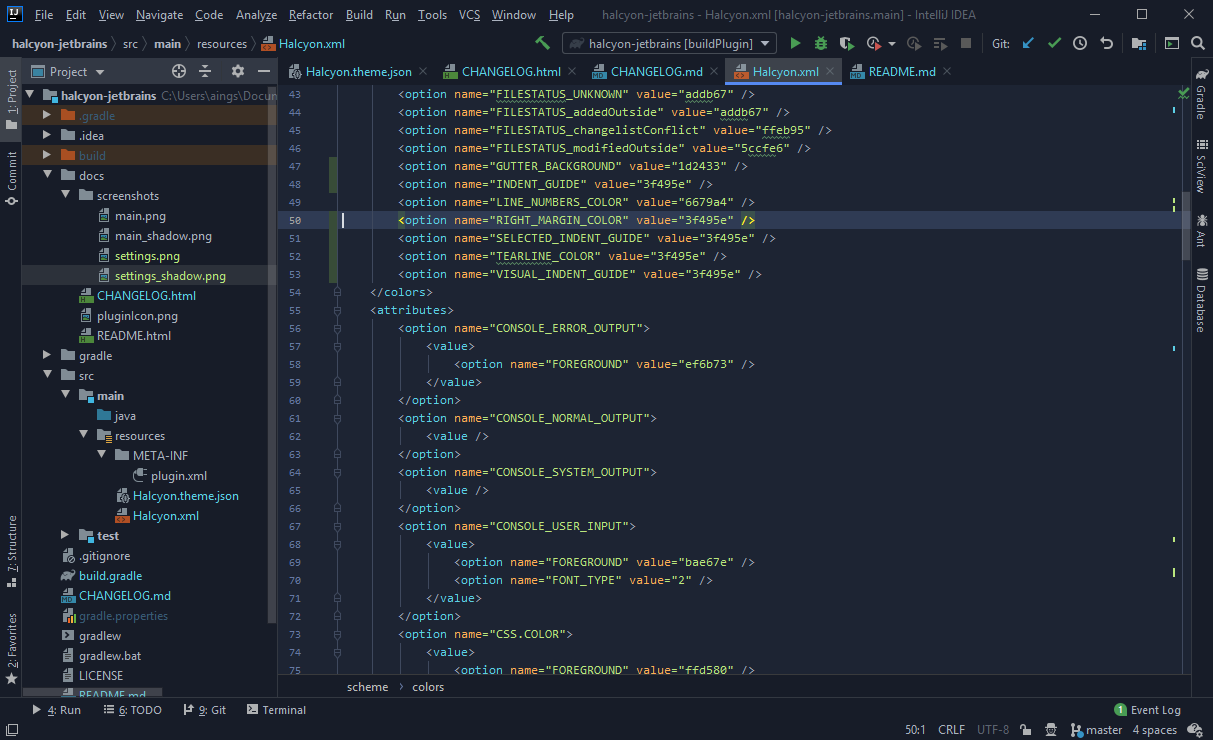 File Edit View Navigate Code Analyze Refactor Build Run Tools VCS Window Help halcyon-jetbrains - Halcyon.xml [halcyon-jetbrains.main] - IntelliJ IDEA
halcyon-jetbrains src main resources Halcyon.xml halcyon-jetbrains [buildPlugin] Git:
Project
Halcyon.theme.json CHANGELOG.html CHANGELOG.md Halcyon.xml README.md
1: Project
Commit
7: Structure
2: Favorites
halcyon-jetbrains C:\Users\aings\Docun
.gradle
.idea
build
docs
screenshots
main.png
main_shadow.png
settings.png
settings_shadow.png
CHANGELOG.html
pluginIcon.png
README.html
gradle
src
main
java
resources
META-INF
plugin.xml
Halcyon.theme.json
Halcyon.xml
test
.gitignore
build.gradle
CHANGELOG.md
gradle.properties
gradlew
gradlew.bat
LICENSE
README.md
43 <option name="FILESTATUS_UNKNOWN" value="addb67" />
44 <option name="FILESTATUS_addedOutside" value="addb67" />
45 <option name="FILESTATUS_changelistConflict" value="ffeb95" />
46 <option name="FILESTATUS_modifiedOutside" value="5ccfe6" />
47 <option name="GUTTER_BACKGROUND" value="1d2433" />
48 <option name="INDENT_GUIDE" value="3f495e" />
49 <option name="LINE_NUMBERS_COLOR" value="6679a4" />
50 <option name="RIGHT_MARGIN_COLOR" value="3f495e" />
51 <option name="SELECTED_INDENT_GUIDE" value="3f495e" />
52 <option name="TEARLINE_COLOR" value="3f495e" />
53 <option name="VISUAL_INDENT_GUIDE" value="3f495e" />
54 </colors>
55 <attributes>
56 <option name="CONSOLE_ERROR_OUTPUT">
57 <value>
58 <option name="FOREGROUND" value="ef6b73" />
59 </value>
60 </option>
61 <option name="CONSOLE_NORMAL_OUTPUT">
62 <value />
63 </option>
64 <option name="CONSOLE_SYSTEM_OUTPUT">
65 <value />
66 </option>
67 <option name="CONSOLE_USER_INPUT">
68 <value>
69 <option name="FOREGROUND" value="bae67e" />
70 <option name="FONT_TYPE" value="2" />
71 </value>
72 </option>
73 <option name="CSS.COLOR">
74 <value>
75 <option name="FOREGROUND" value="ffd580" />
Gradle
SciView
Ant
Database
scheme colors
4: Run 6: TODO 9: Git Terminal 1 Event Log
50:1 CRLF UTF-8 master 4 spaces